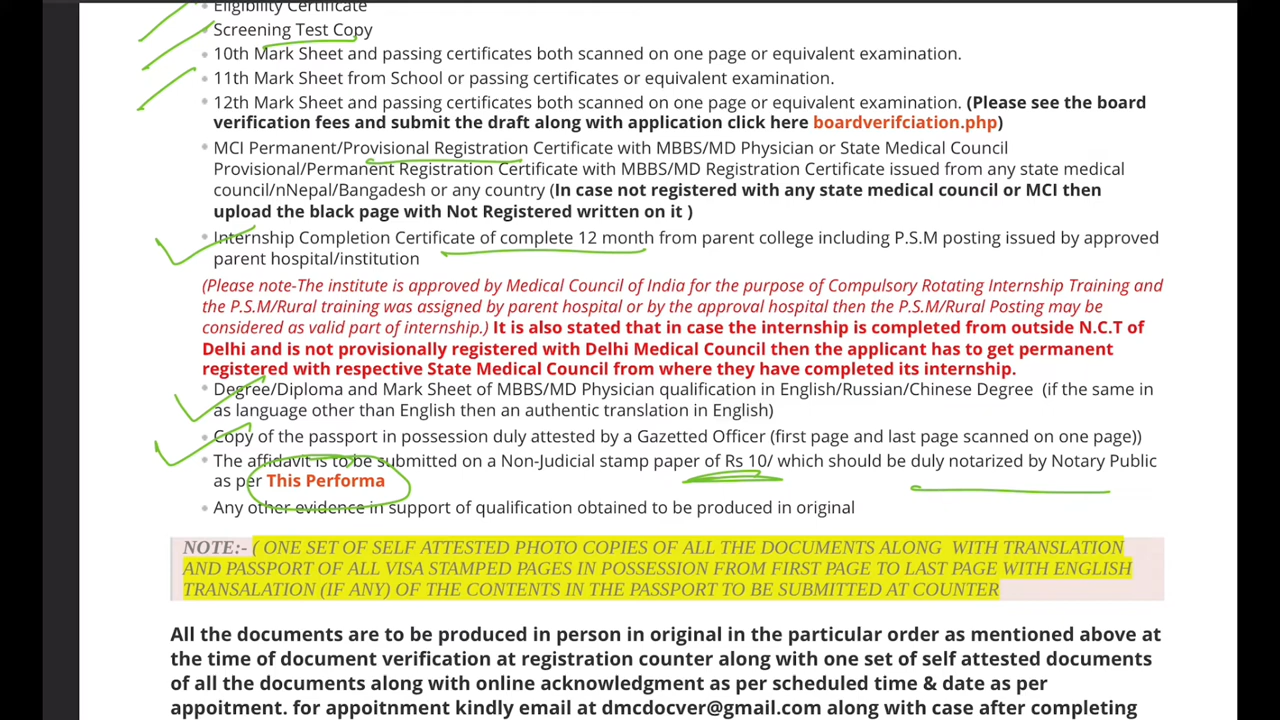 Eligibility Certificate
Screening Test Copy
10th Mark Sheet and passing certificates both scanned on one page or equivalent examination.
11th Mark Sheet from School or passing certificates or equivalent examination.
12th Mark Sheet and passing certificates both scanned on one page or equivalent examination. (Please see the board
verification fees and submit the draft along with application click here boardverifciation.php)
MCI Permanent/Provisional Registration Certificate with MBBS/MD Physician or State Medical Council
Provisional/Permanent Registration Certificate with MBBS/MD Registration Certificate issued from any state medical
council/nNepal/Bangadesh or any country (In case not registered with any state medical council or MCI then
upload the black page with Not Registered written on it )
Internship Completion Certificate of complete 12 month from parent college including P.S.M posting issued by approved
parent hospital/institution
(Please note-The institute is approved by Medical Council of India for the purpose of Compulsory Rotating Internship Training and
the P.S.M/Rural training was assigned by parent hospital or by the approval hospital then the P.S.M/Rural Posting may be
considered as valid part of internship.) It is also stated that in case the internship is completed from outside N.C.T of
Delhi and is not provisionally registered with Delhi Medical Council then the applicant has to get permanent
registered with respective State Medical Council from where they have completed its internship.
Degree/Diploma and Mark Sheet of MBBS/MD Physician qualification in English/Russian/Chinese Degree (if the same in
as language other than English then an authentic translation in English)
Copy of the passport in possession duly attested by a Gazetted Officer (first page and last page scanned on one page))
The affidavit is to be submitted on a Non-Judicial stamp paper of Rs 10/ which should be duly notarized by Notary Public
as per This Performa
Any other evidence in support of qualification obtained to be produced in original
NOTE:- ( ONE SET OF SELF ATTESTED PHOTO COPIES OF ALL THE DOCUMENTS ALONG WITH TRANSLATION
AND PASSPORT OF ALL VISA STAMPED PAGES IN POSSESSION FROM FIRST PAGE TO LAST PAGE WITH ENGLISH
TRANSALATION (IF ANY) OF THE CONTENTS IN THE PASSPORT TO BE SUBMITTED AT COUNTER
All the documents are to be produced in person in original in the particular order as mentioned above at
the time of document verification at registration counter along with one set of self attested documents
of all the documents along with online acknowledgment as per scheduled time & date as per
appoitment. for appointment kindly email at dmcdocver@gmail.com along with case after completing